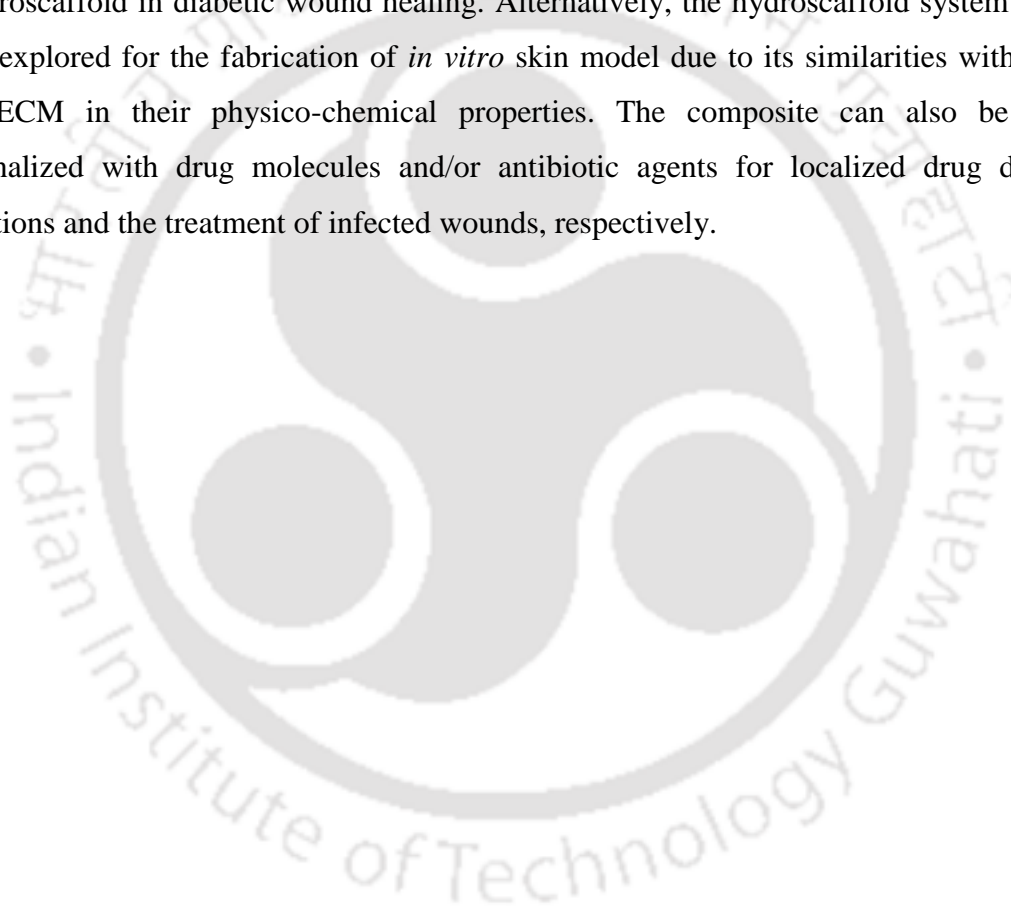 roscaffold in diabetic wound healing. Alternatively, the hydroscaffold system
explored for the fabrication of in vitro skin model due to its similarities with
ECM in their physico-chemical properties. The composite can also be
nalized with drug molecules and/or antibiotic agents for localized drug d
tions and the treatment of infected wounds, respectively.
• Indian Institute of Technology Guwahati •